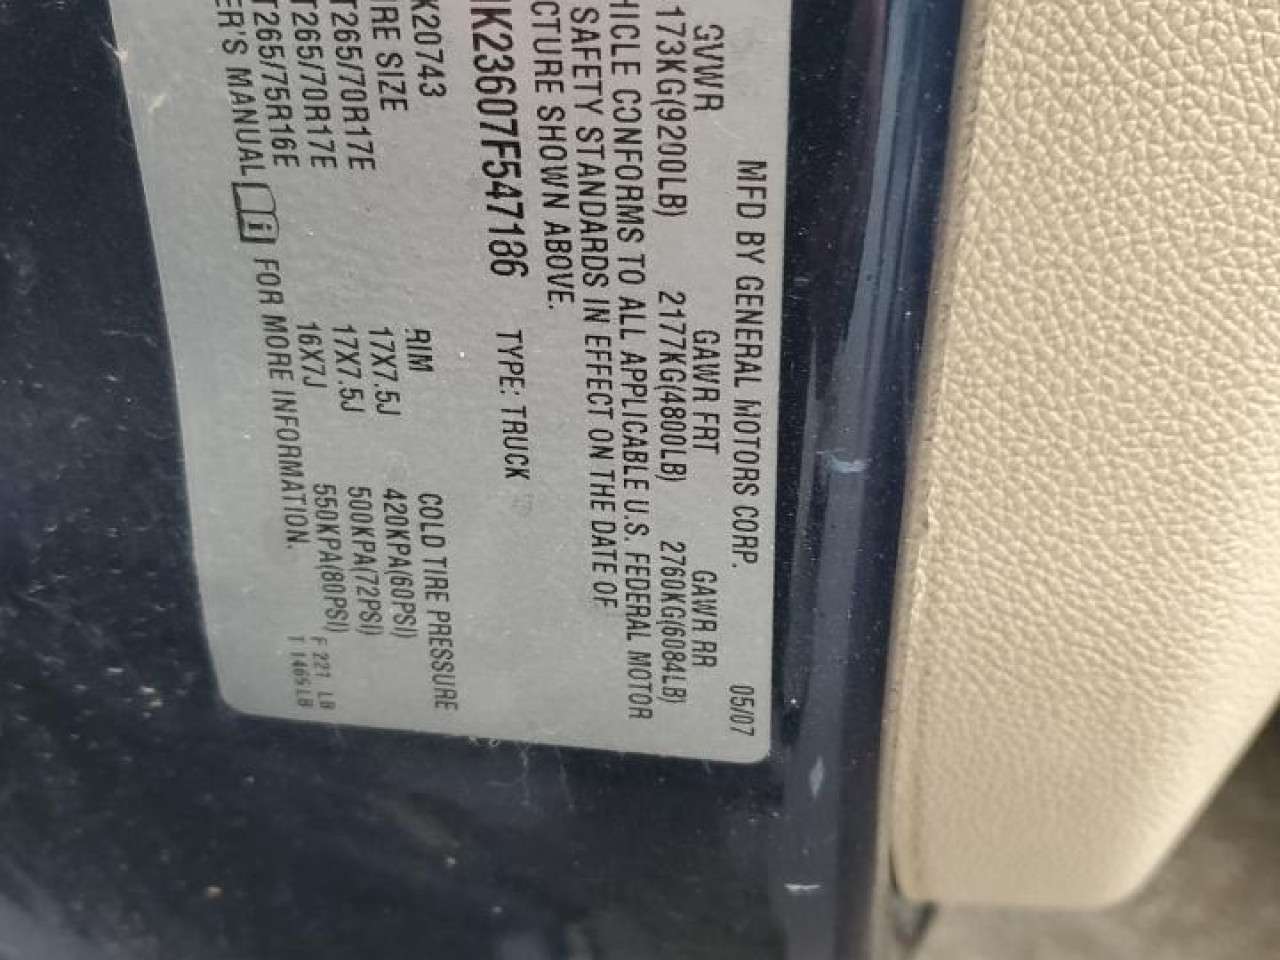 MFD BY GENERAL MOTORS CORP. 05/07
GVWR GAWR FRT GAWR RR
173KG(9200LB) 2177KG(4800LB) 2760KG(6084LB)
HICLE CONFORMS TO ALL APPLICABLE U.S. FEDERAL MOTOR
SAFETY STANDARDS IN EFFECT ON THE DATE OF
CTURE SHOWN ABOVE.
K23607F547186 TYPE: TRUCK
K20743
IRE SIZE RIM COLD TIRE PRESSURE
T265/70R17E 17X7.5J 420KPA(60PSI)
T265/70R17E 17X7.5J 500KPA(72PSI)
T265/75R16E 16X7J 550KPA(80PSI)
ER'S MANUAL FOR MORE INFORMATION.
F 221 LB
T 1465LB